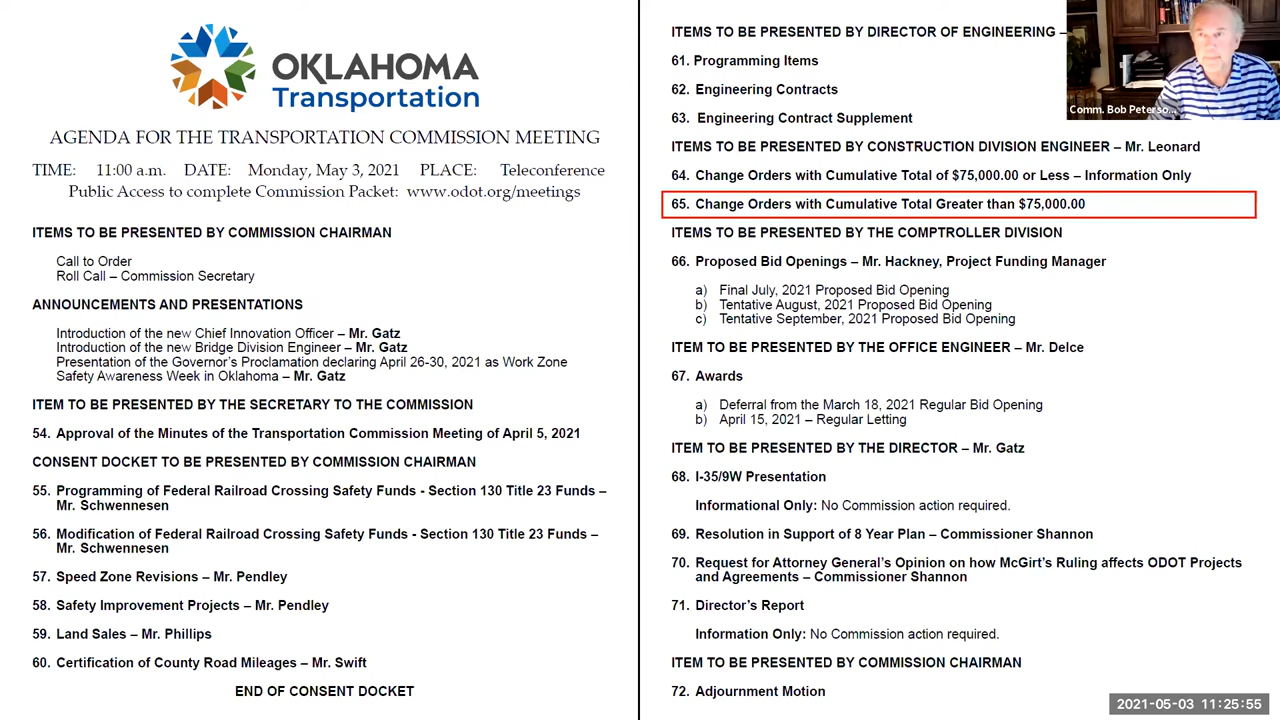 OKLAHOMA
Transportation
AGENDA FOR THE TRANSPORTATION COMMISSION MEETING
TIME: 11:00 a.m. DATE: Monday, May 3, 2021 PLACE: Teleconference
Public Access to complete Commission Packet: www.odot.org/meetings
ITEMS TO BE PRESENTED BY COMMISSION CHAIRMAN
Call to Order
Roll Call – Commission Secretary
ANNOUNCEMENTS AND PRESENTATIONS
Introduction of the new Chief Innovation Officer – Mr. Gatz
Introduction of the new Bridge Division Engineer – Mr. Gatz
Presentation of the Governor's Proclamation declaring April 26-30, 2021 as Work Zone
Safety Awareness Week in Oklahoma – Mr. Gatz
ITEM TO BE PRESENTED BY THE SECRETARY TO THE COMMISSION
54. Approval of the Minutes of the Transportation Commission Meeting of April 5, 2021
CONSENT DOCKET TO BE PRESENTED BY COMMISSION CHAIRMAN
55. Programming of Federal Railroad Crossing Safety Funds - Section 130 Title 23 Funds –
Mr. Schwennesen
56. Modification of Federal Railroad Crossing Safety Funds - Section 130 Title 23 Funds –
Mr. Schwennesen
57. Speed Zone Revisions – Mr. Pendley
58. Safety Improvement Projects – Mr. Pendley
59. Land Sales – Mr. Phillips
60. Certification of County Road Mileages – Mr. Swift
END OF CONSENT DOCKET
ITEMS TO BE PRESENTED BY DIRECTOR OF ENGINEERING –
61. Programming Items
62. Engineering Contracts
63. Engineering Contract Supplement
ITEMS TO BE PRESENTED BY CONSTRUCTION DIVISION ENGINEER – Mr. Leonard
64. Change Orders with Cumulative Total of $75,000.00 or Less – Information Only
65. Change Orders with Cumulative Total Greater than $75,000.00
ITEMS TO BE PRESENTED BY THE COMPTROLLER DIVISION
66. Proposed Bid Openings – Mr. Hackney, Project Funding Manager
a) Final July, 2021 Proposed Bid Opening
b) Tentative August, 2021 Proposed Bid Opening
c) Tentative September, 2021 Proposed Bid Opening
ITEM TO BE PRESENTED BY THE OFFICE ENGINEER – Mr. Delce
67. Awards
a) Deferral from the March 18, 2021 Regular Bid Opening
b) April 15, 2021 – Regular Letting
ITEM TO BE PRESENTED BY THE DIRECTOR – Mr. Gatz
68. I-35/9W Presentation
Informational Only: No Commission action required.
69. Resolution in Support of 8 Year Plan – Commissioner Shannon
70. Request for Attorney General's Opinion on how McGirt's Ruling affects ODOT Projects
and Agreements – Commissioner Shannon
71. Director's Report
Information Only: No Commission action required.
ITEM TO BE PRESENTED BY COMMISSION CHAIRMAN
72. Adjournment Motion
Comm. Bob Peterso...
2021-05-03 11:25:55